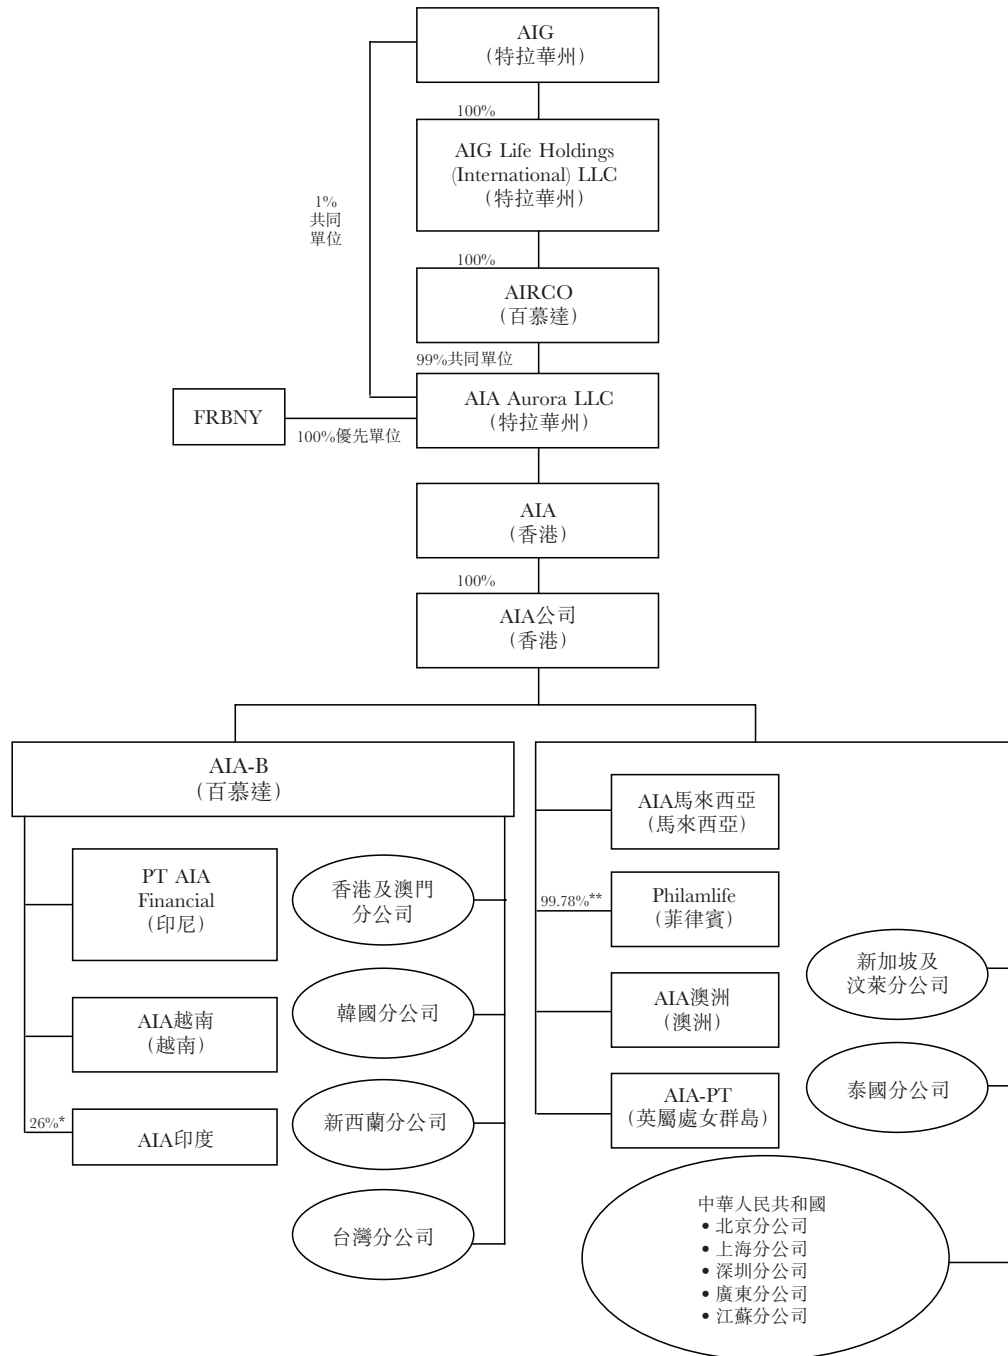 AIG
(特拉華州)
100%
AIG Life Holdings
(International) LLC
(特拉華州)
1%
共同
單位
100%
AIRCO
(百慕達)
99%共同單位
FRBNY
AIA Aurora LLC
(特拉華州)
100%優先單位
AIA
(香港)
100%
AIA公司
(香港)
AIA-B
(百慕達)
PT AIA
Financial
(印尼)
AIA越南
(越南)
26%*
AIA印度
香港及澳門
分公司
韓國分公司
新西蘭分公司
台灣分公司
AIA馬來西亞
(馬來西亞)
99.78%**
Philamlife
(菲律賓)
AIA澳洲
(澳洲)
AIA-PT
(英屬處女群島)
新加坡及
汶萊分公司
泰國分公司
中華人民共和國
• 北京分公司
• 上海分公司
• 深圳分公司
• 廣東分公司
• 江蘇分公司